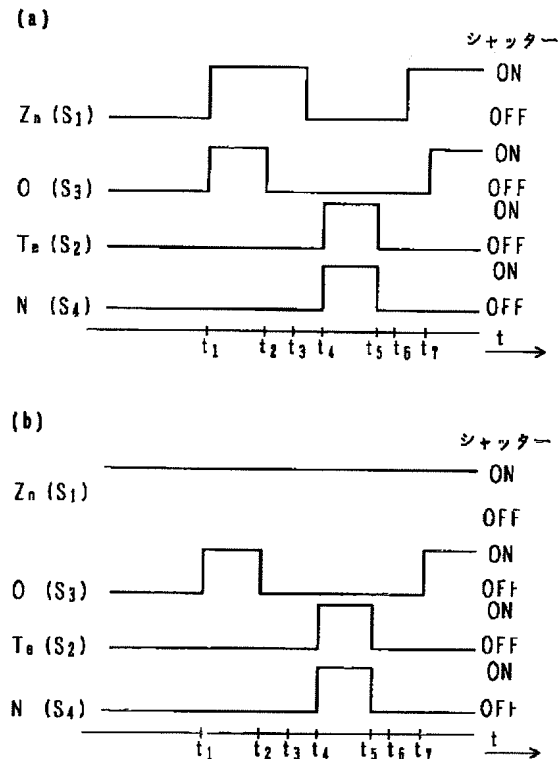 (a)
シャッター
ON
Zn (S1)
OFF
ON
O (S3)
OFF
ON
Te (S2)
OFF
ON
N (S4)
OFF
t1 t2 t3 t4 t5 t6 t7
t
(b)
シャッター
ON
Zn (S1)
OFF
ON
O (S3)
OFF
ON
Te (S2)
OFF
ON
N (S4)
OFF
t1 t2 t3 t4 t5 t6 t7
t